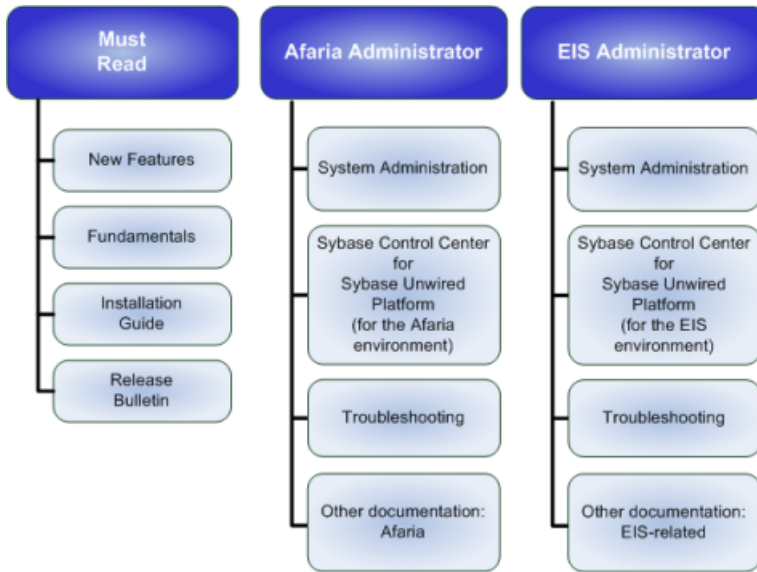 Must
Read
New Features
Fundamentals
Installation
Guide
Release
Bulletin
Afaria Administrator
System Administration
Sybase Control Center
for
Sybase Unwired
Platform
(for the Afaria
environment)
Troubleshooting
Other documentation:
Afaria
EIS Administrator
System Administration
Sybase Control Center
for
Sybase Unwired
Platform
(for the EIS
environment)
Troubleshooting
Other documentation:
EIS-related